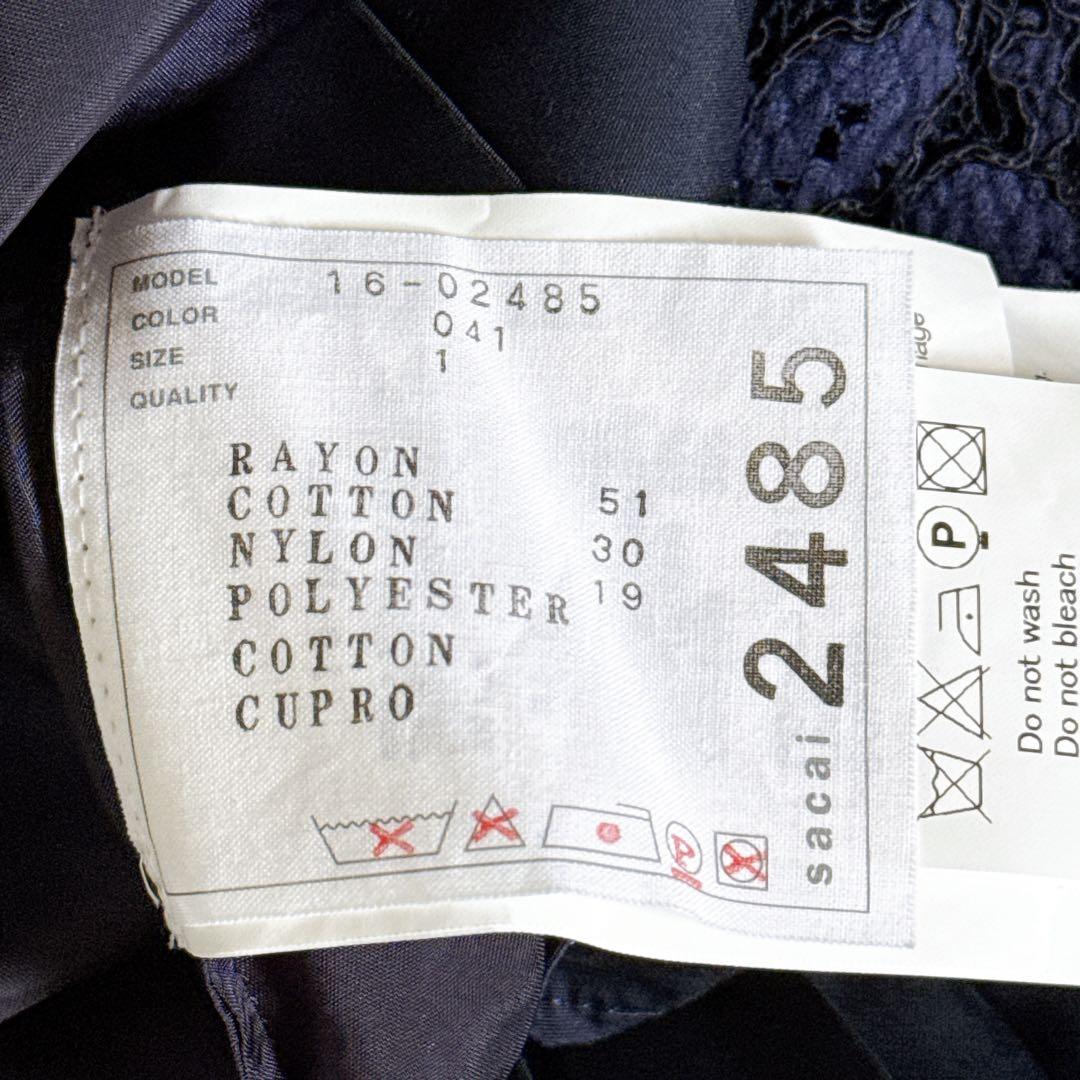 MODEL 16-02485
COLOR 041
SIZE 1
QUALITY
RAYON
COTTON 51
NYLON 30
POLYESTER 19
COTTON
CUPRO
sacai 2485
P
Do not wash
Do not bleach